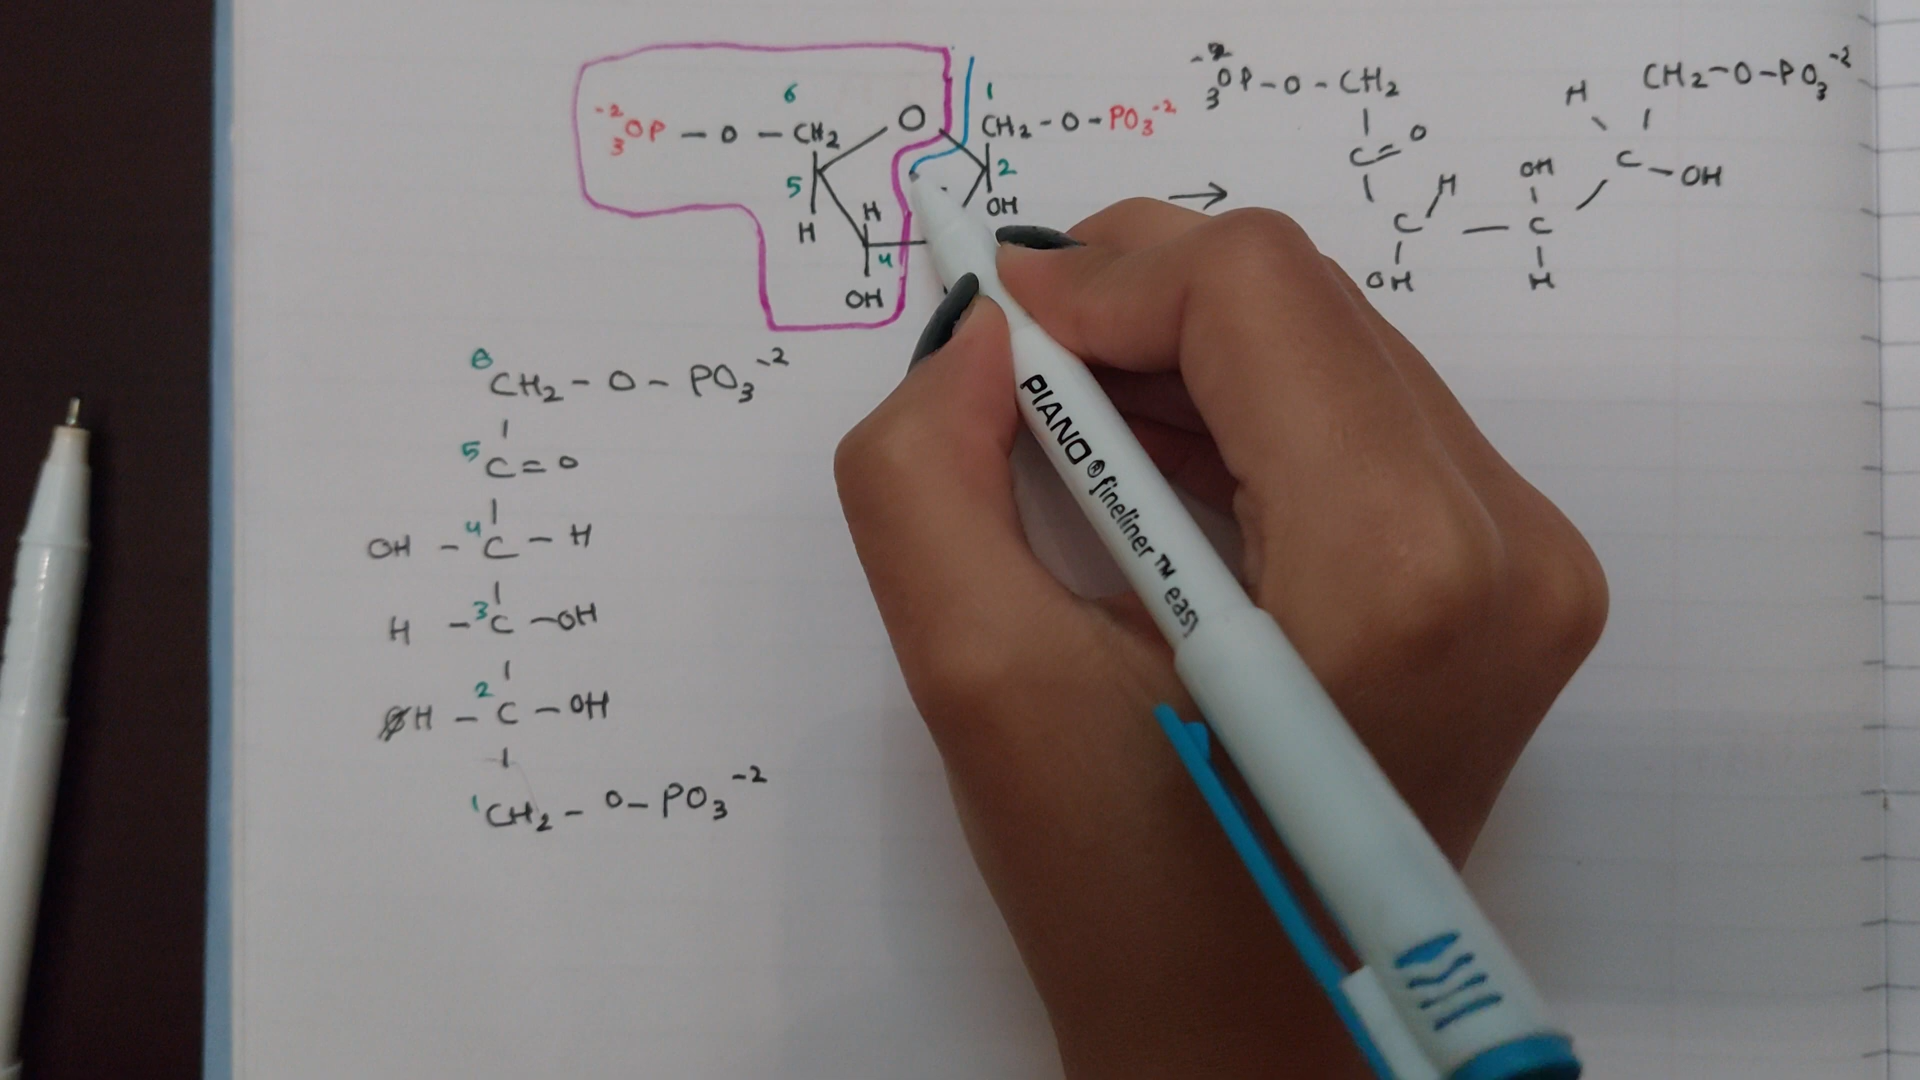 6 1
-2 3OP – O – CH2 O CH2 – O – PO3 -2
5 2
H H OH
4
OH
-2 3OP – O – CH2 H CH2 – O – PO3 -2
C = O OH C – OH
C H – C
OH H
6 CH2 – O – PO3 -2
5 C = O
OH – 4 C – H
H – 3 C – OH
H – 2 C – OH
1 CH2 – O – PO3 -2
PIANO® fineliner™ easy